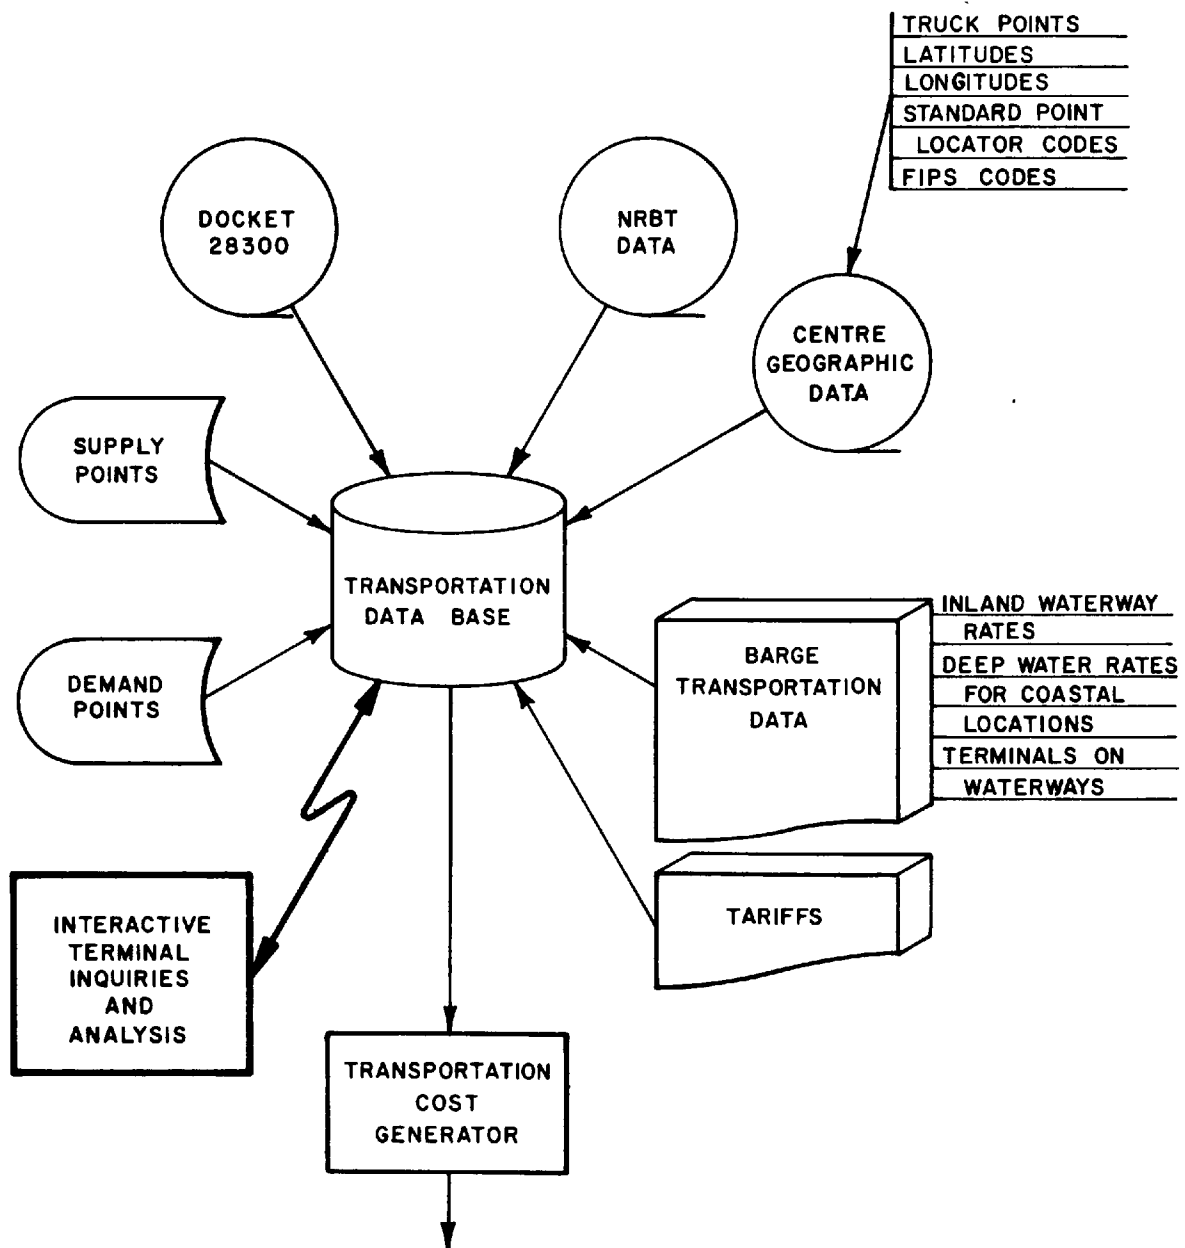 TRUCK POINTS
LATITUDES
LONGITUDES
STANDARD POINT
LOCATOR CODES
FIPS CODES
DOCKET
28300
NRBT
DATA
CENTRE
GEOGRAPHIC
DATA
SUPPLY
POINTS
TRANSPORTATION
DATA BASE
DEMAND
POINTS
BARGE
TRANSPORTATION
DATA
INLAND WATERWAY
RATES
DEEP WATER RATES
FOR COASTAL
LOCATIONS
TERMINALS ON
WATERWAYS
TARIFFS
INTERACTIVE
TERMINAL
INQUIRIES
AND
ANALYSIS
TRANSPORTATION
COST
GENERATOR